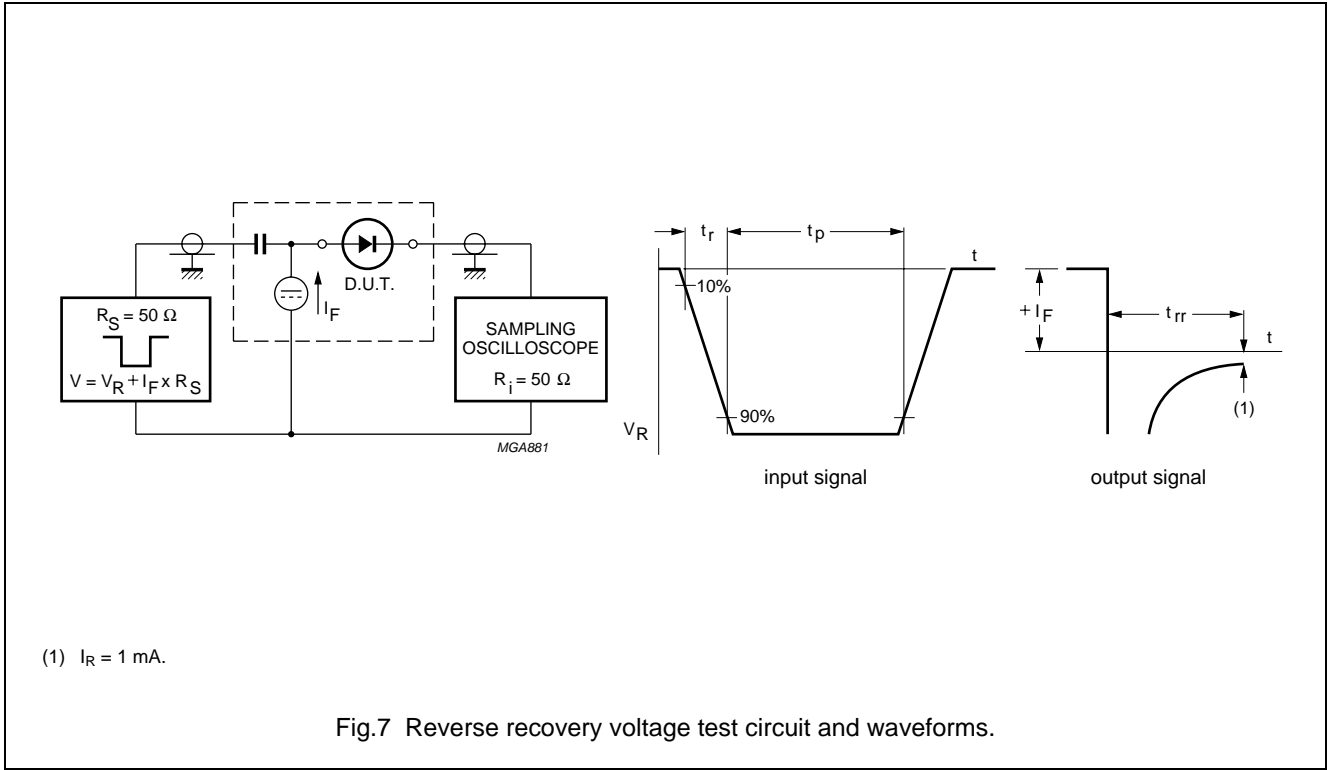 R_S = 50 Ω
V = V_R + I_F x R_S
I_F
D.U.T.
SAMPLING
OSCILLOSCOPE
R_i = 50 Ω
MGA881
t_r
t_p
t
10%
90%
V_R
input signal
+ I_F
t_rr
t
(1)
output signal
(1) I_R = 1 mA.
Fig.7 Reverse recovery voltage test circuit and waveforms.